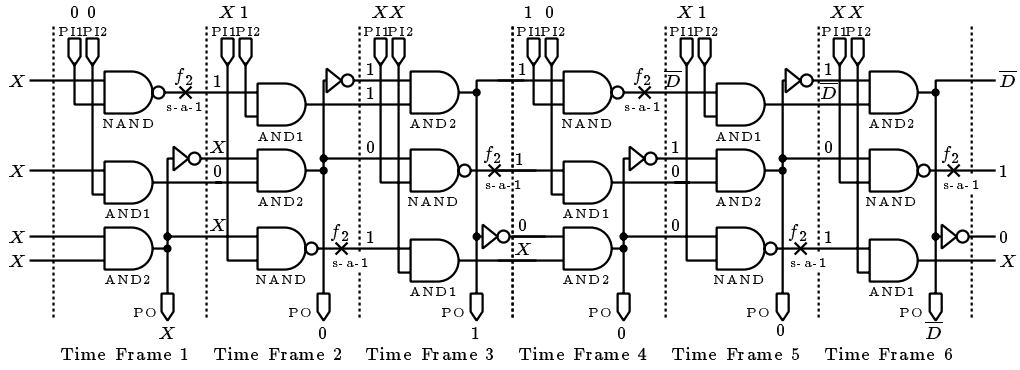 0 0 X 1 X X 1 0 X 1 X X
PI1 PI2 PI1 PI2 PI1 PI2 PI1 PI2 PI1 PI2 PI1 PI2
X f2 1 1 1 f2 D̅ 1 D̅
s-a-1 1 s-a-1 D̅
NAND AND1 AND2 NAND AND1 AND2
X X 0 f2 1 1 0 f2 1
0 s-a-1 0 s-a-1
AND1 AND2 NAND AND1 AND2 NAND
X X f2 1 0 0 f2 1 0
X s-a-1 X s-a-1 X
AND2 NAND AND1 AND2 NAND AND1
PO PO PO PO PO PO
X 0 1 0 0 D̅
Time Frame 1 Time Frame 2 Time Frame 3 Time Frame 4 Time Frame 5 Time Frame 6